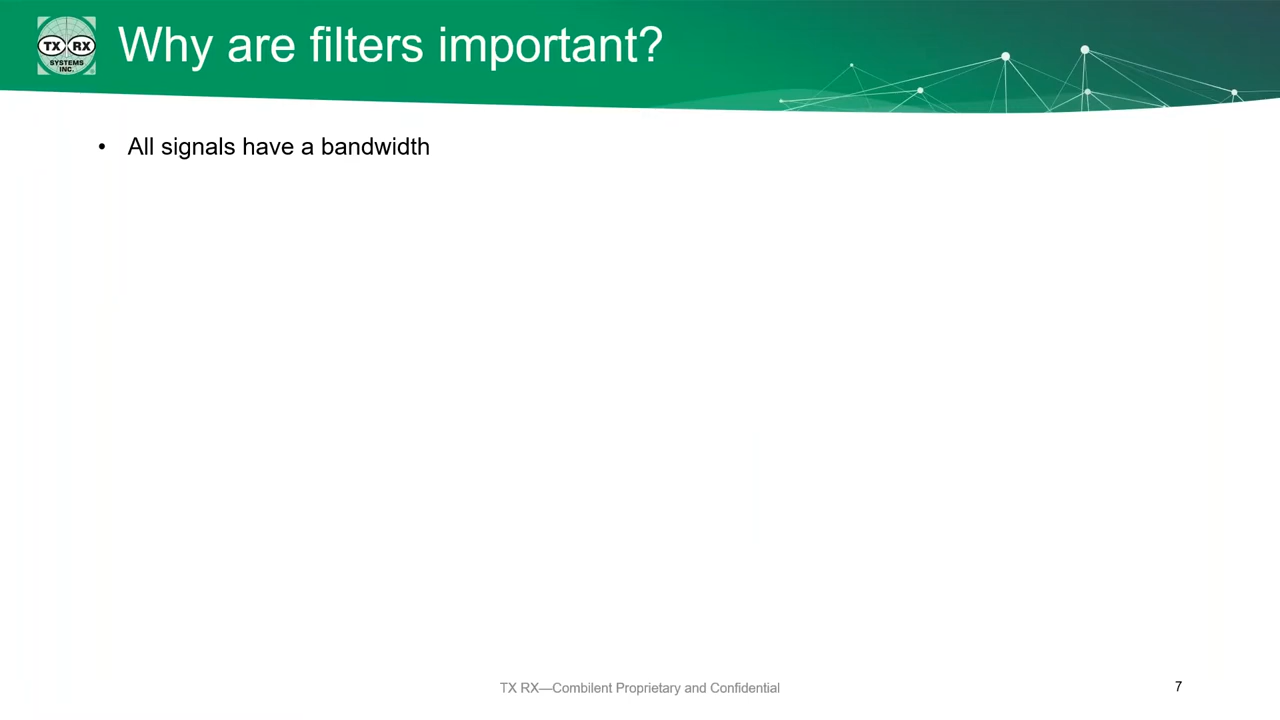 TX RX
SYSTEMS
INC.
Why are filters important?
• All signals have a bandwidth
TX RX—Combilent Proprietary and Confidential
7